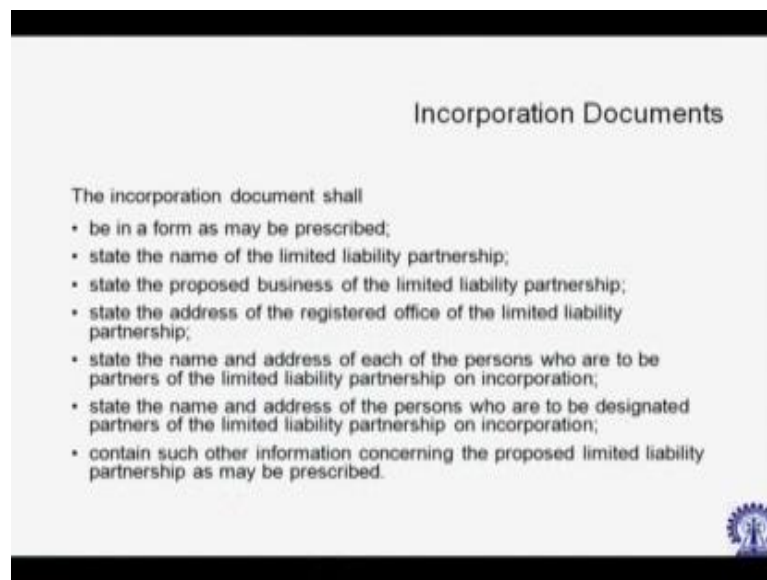 Incorporation Documents
The incorporation document shall
• be in a form as may be prescribed;
• state the name of the limited liability partnership;
• state the proposed business of the limited liability partnership;
• state the address of the registered office of the limited liability
partnership;
• state the name and address of each of the persons who are to be
partners of the limited liability partnership on incorporation;
• state the name and address of the persons who are to be designated
partners of the limited liability partnership on incorporation;
• contain such other information concerning the proposed limited liability
partnership as may be prescribed.